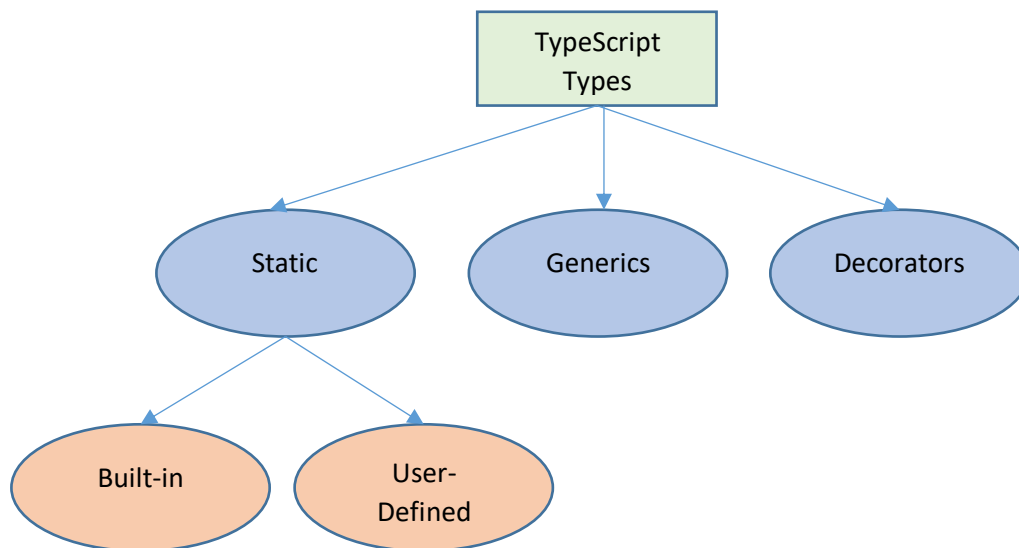 TypeScript
Types
Static
Generics
Decorators
Built-in
User-
Defined